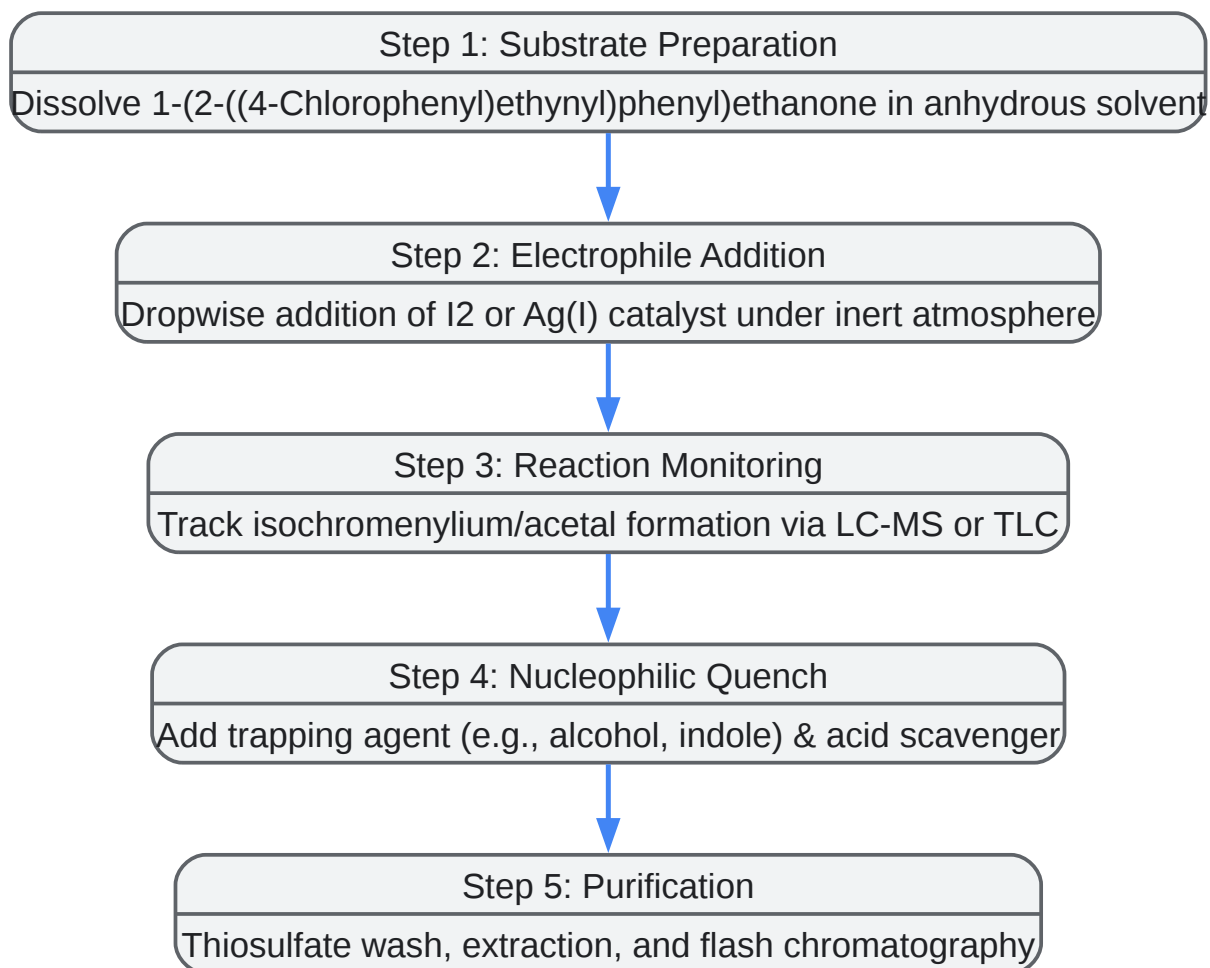 Step 1: Substrate Preparation
Dissolve 1-(2-((4-Chlorophenyl)ethynyl)phenyl)ethanone in anhydrous solvent
Step 2: Electrophile Addition
Dropwise addition of I2 or Ag(I) catalyst under inert atmosphere
Step 3: Reaction Monitoring
Track isochromenylium/acetal formation via LC-MS or TLC
Step 4: Nucleophilic Quench
Add trapping agent (e.g., alcohol, indole) & acid scavenger
Step 5: Purification
Thiosulfate wash, extraction, and flash chromatography